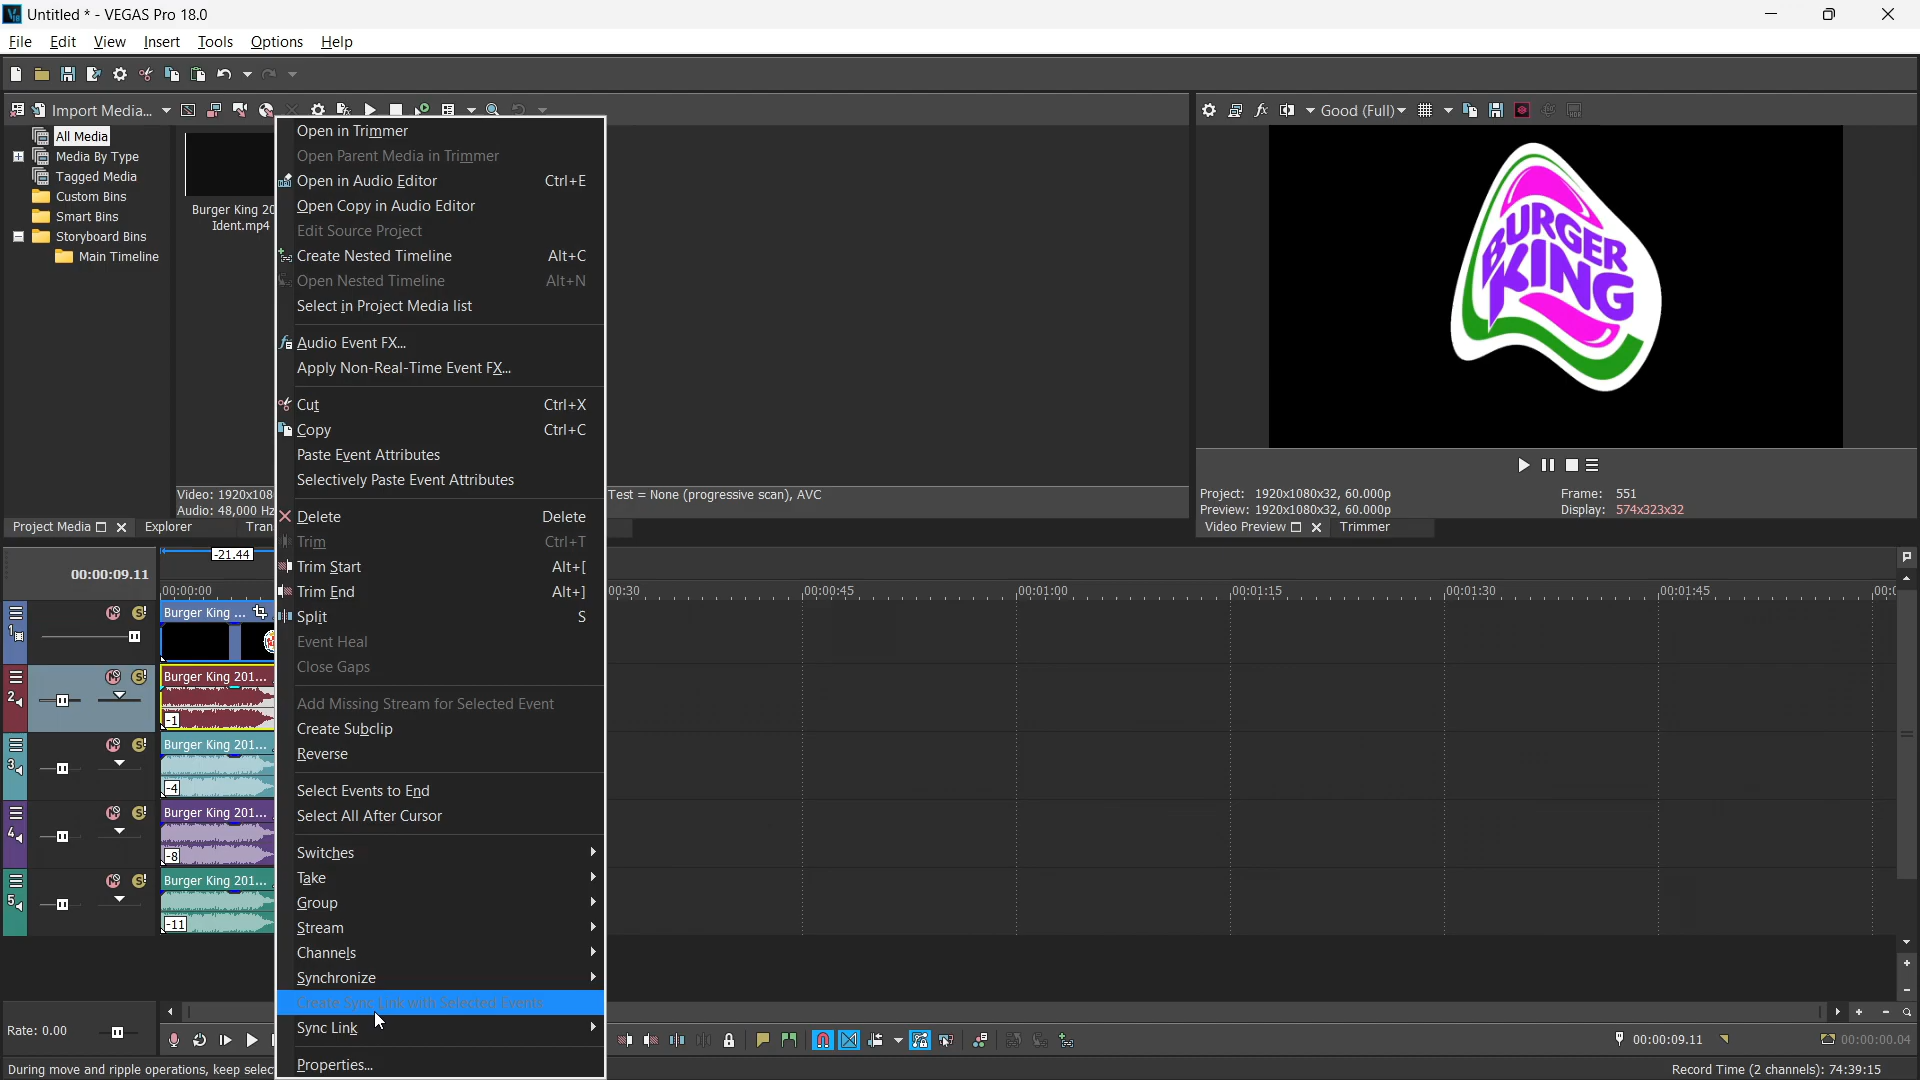 Untitled * - VEGAS Pro 18.0
File Edit View Insert Tools Options Help
Import Media...
Good (Full)
All Media
Media By Type
Tagged Media
Custom Bins
Smart Bins
Storyboard Bins
Main Timeline
Burger King 20
Ident.mp4
Video: 1920x108
Audio: 48,000 Hz
Test = None (progressive scan), AVC
Project Media
Explorer
Tran
Open in Trimmer
Open Parent Media in Trimmer
Open in Audio Editor Ctrl+E
Open Copy in Audio Editor
Edit Source Project
Create Nested Timeline Alt+C
Open Nested Timeline Alt+N
Select in Project Media list
Audio Event FX...
Apply Non-Real-Time Event FX...
Cut Ctrl+X
Copy Ctrl+C
Paste Event Attributes
Selectively Paste Event Attributes
Delete Delete
Trim Ctrl+T
Trim Start Alt+[
Trim End Alt+]
Split S
Event Heal
Close Gaps
Add Missing Stream for Selected Event
Create Subclip
Reverse
Select Events to End
Select All After Cursor
Switches
Take
Group
Stream
Channels
Synchronize
Create Sync Link with Selected Events
Sync Link
Properties...
BURGER
KING
Project: 1920x1080x32, 60.000p
Preview: 1920x1080x32, 60.000p
Frame: 551
Display: 574x323x32
Video Preview
Trimmer
00:00:09.11
-21.44
00:00:00
00:30
00:00:45
00:01:00
00:01:15
00:01:30
00:01:45
00:0
1
Burger King ...
2
Burger King 201...
-1
3
Burger King 201...
-4
4
Burger King 201...
-8
5
Burger King 201...
-11
Rate: 0.00
00:00:09.11
00:00:00.04
During move and ripple operations, keep selec
Record Time (2 channels): 74:39:15